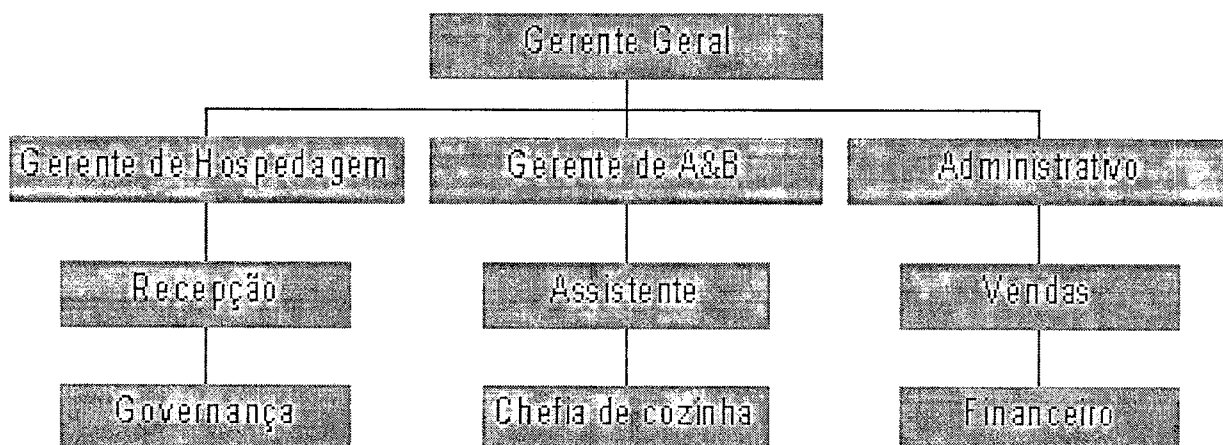 Gerente Geral
Gerente de Hospedagem
Gerente de A&B
Administrativo
Recepção
Assistente
Vendas
Governança
Chefia de cozinha
Financeiro